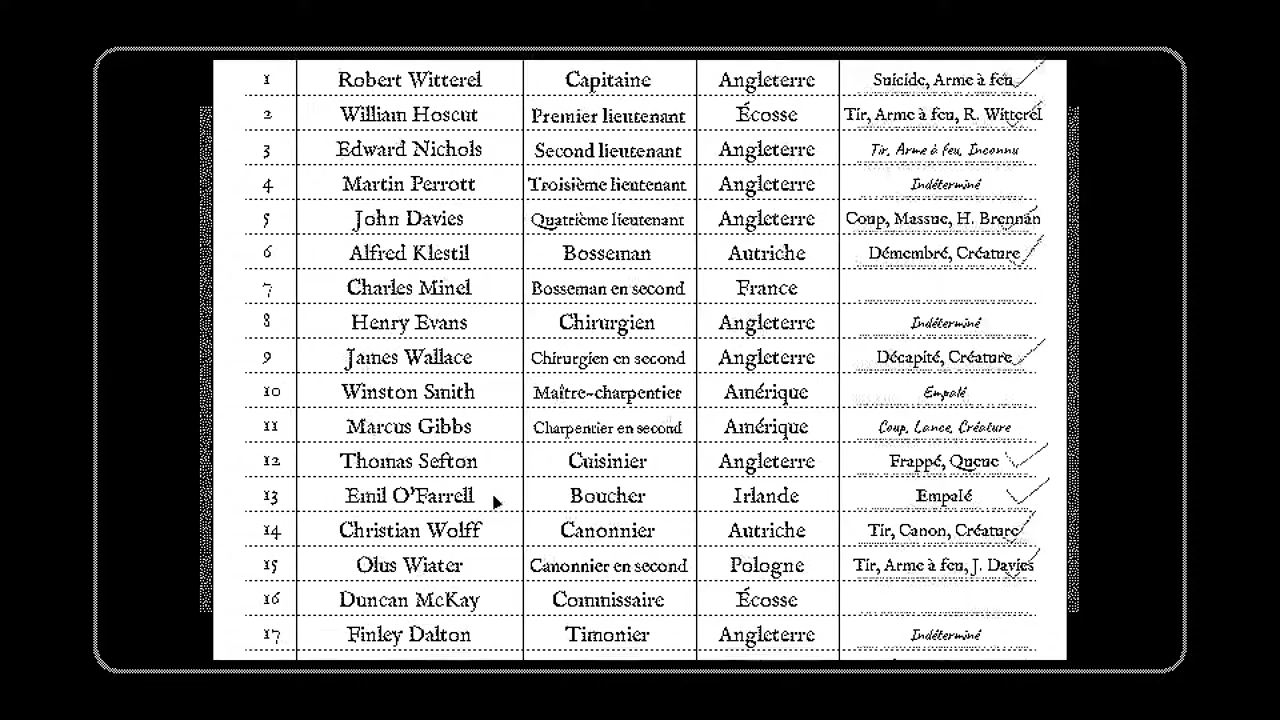 1 Robert Witterel Capitaine Angleterre Suicide, Arme à feu
2 William Hoscut Premier lieutenant Écosse Tir, Arme à feu, R. Witterel
3 Edward Nichols Second lieutenant Angleterre Tir, Arme à feu, Inconnu
4 Martin Perrott Troisième lieutenant Angleterre Indéterminé
5 John Davies Quatrième lieutenant Angleterre Coup, Massue, H. Brennan
6 Alfred Klestil Bosseman Autriche Démembré, Créature
7 Charles Minel Bosseman en second France
8 Henry Evans Chirurgien Angleterre Indéterminé
9 James Wallace Chirurgien en second Angleterre Décapité, Créature
10 Winston Smith Maître-charpentier Amérique Empalé
11 Marcus Gibbs Charpentier en second Amérique Coup, Lance, Créature
12 Thomas Sefton Cuisinier Angleterre Frappé, Queue
13 Emil O'Farrell Boucher Irlande Empalé
14 Christian Wolff Canonnier Autriche Tir, Canon, Créature
15 Olus Wiater Canonnier en second Pologne Tir, Arme à feu, J. Davies
16 Duncan McKay Commissaire Écosse
17 Finley Dalton Timonier Angleterre Indéterminé